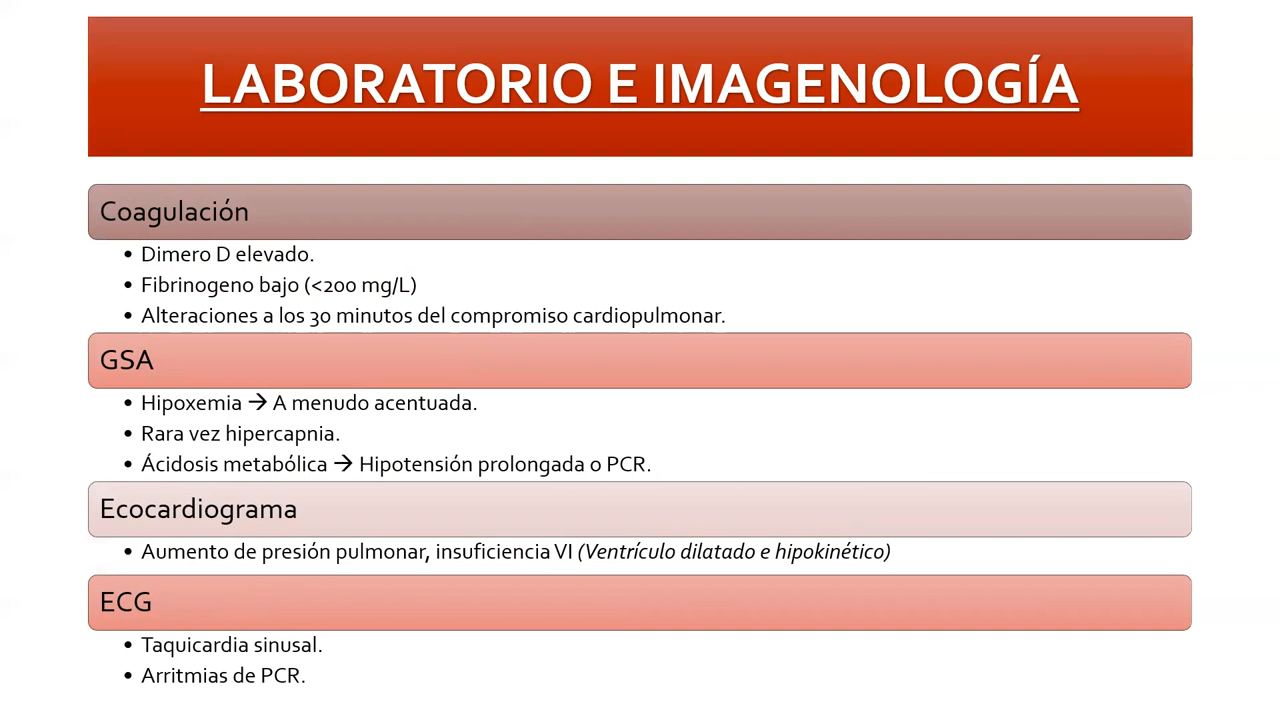 LABORATORIO E IMAGENOLOGÍA
Coagulación
• Dimero D elevado.
• Fibrinogeno bajo (<200 mg/L)
• Alteraciones a los 30 minutos del compromiso cardiopulmonar.
GSA
• Hipoxemia → A menudo acentuada.
• Rara vez hipercapnia.
• Ácidosis metabólica → Hipotensión prolongada o PCR.
Ecocardiograma
• Aumento de presión pulmonar, insuficiencia VI (Ventrículo dilatado e hipokinético)
ECG
• Taquicardia sinusal.
• Arritmias de PCR.